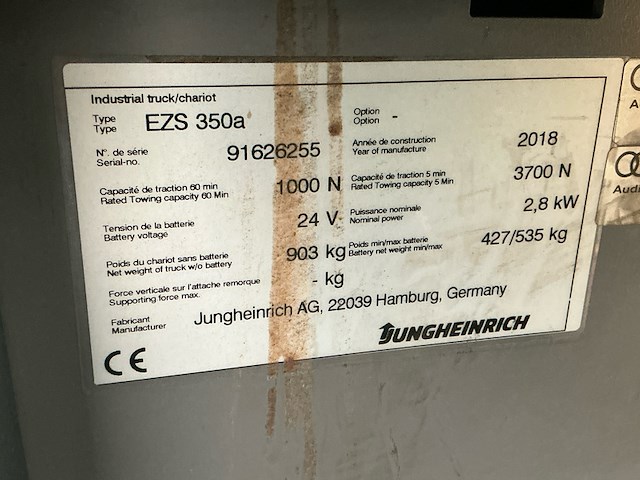 Industrial truck/chariot
Type
Type
EZS 350a
Option
Option
-
N°. de série
Serial-no.
91626255
Année de construction
Year of manufacture
2018
Capacité de traction 60 min
Rated Towing capacity 60 Min
1000 N
Capacité de traction 5 min
Rated Towing capacity 5 Min
3700 N
Tension de la batterie
Battery voltage
24 V
Puissance nominale
Nominal power
2,8 kW
Poids du chariot sans batterie
Net weight of truck w/o battery
903 kg
Poids min/max batterie
Battery net weight min/max
427/535 kg
Force verticale sur l'attache remorque
Supporting force max.
- kg
Fabricant
Manufacturer
Jungheinrich AG, 22039 Hamburg, Germany
JUNGHEINRICH
CE
A
Audi